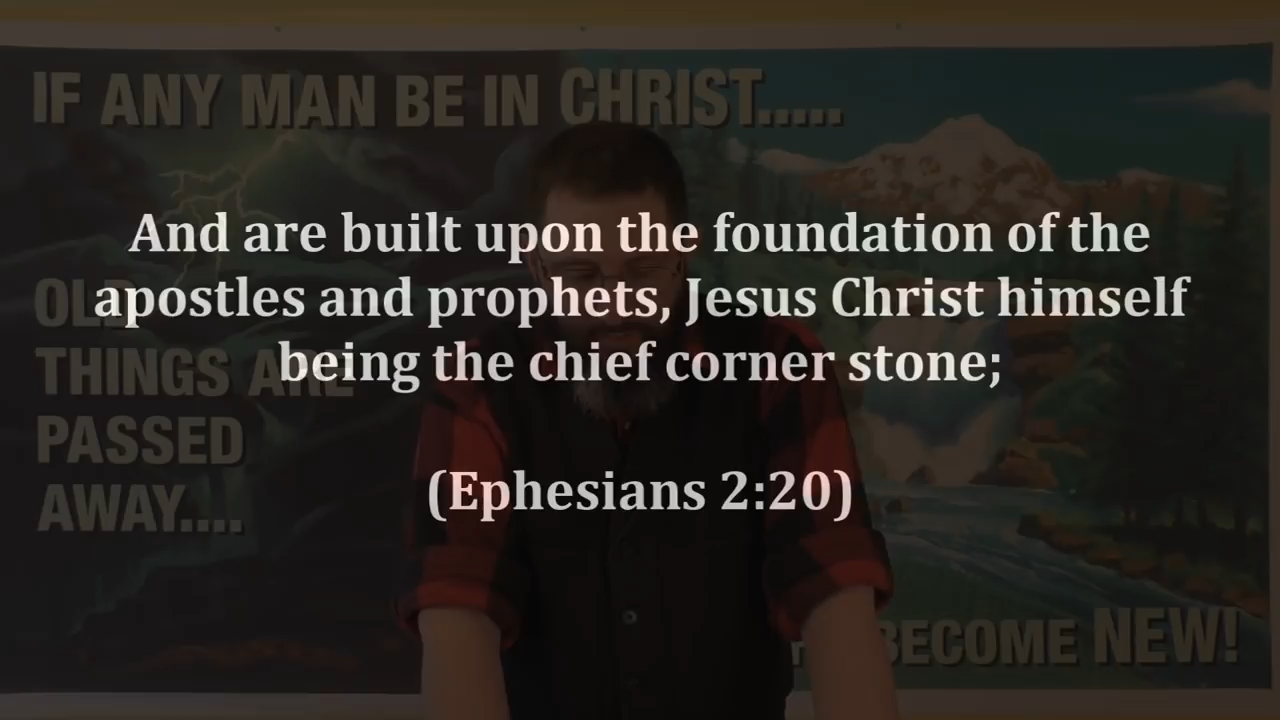 IF ANY MAN BE IN CHRIST.....
And are built upon the foundation of the
apostles and prophets, Jesus Christ himself
being the chief corner stone;
(Ephesians 2:20)
THINGS ARE
PASSED
AWAY....
BECOME NEW!